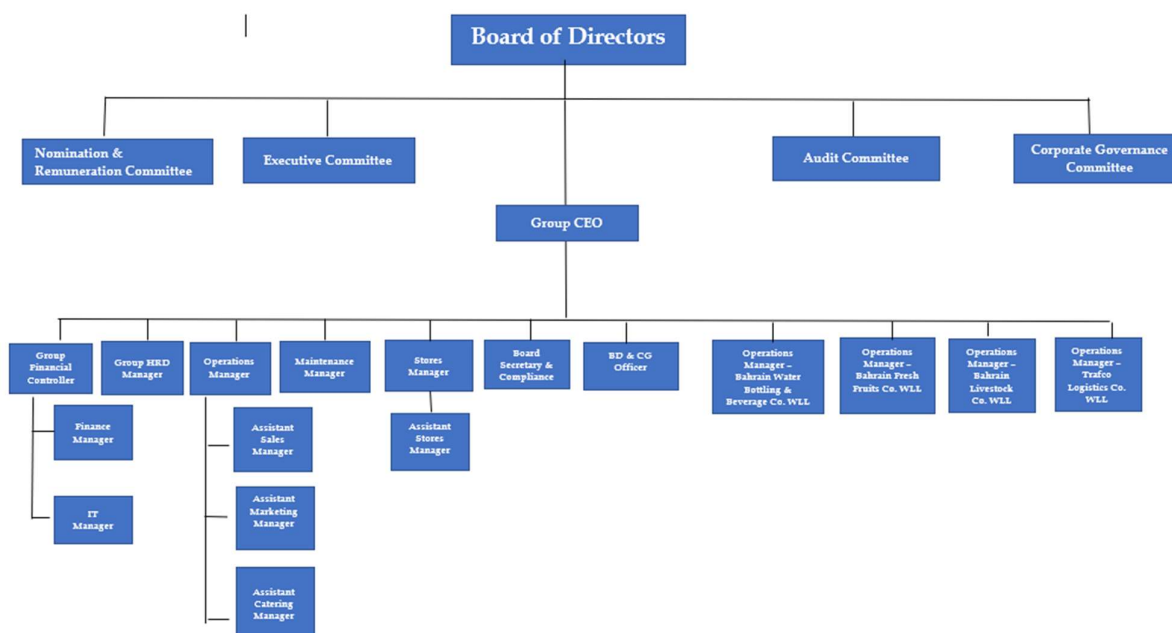 Board of Directors
Nomination &
Remuneration Committee
Executive Committee
Audit Committee
Corporate Governance
Committee
Group CEO
Group
Financial
Controller
Group HRD
Manager
Operations
Manager
Maintenance
Manager
Stores
Manager
Board
Secretary &
Compliance
BD & CG
Officer
Operations
Manager –
Bahrain Water
Bottling &
Beverage Co. WLL
Operations
Manager –
Bahrain Fresh
Fruits Co. WLL
Operations
Manager –
Bahrain
Livestock
Co. WLL
Operations
Manager –
Trafco
Logistics Co.
WLL
Finance
Manager
Assistant
Sales
Manager
Assistant
Stores
Manager
IT
Manager
Assistant
Marketing
Manager
Assistant
Catering
Manager